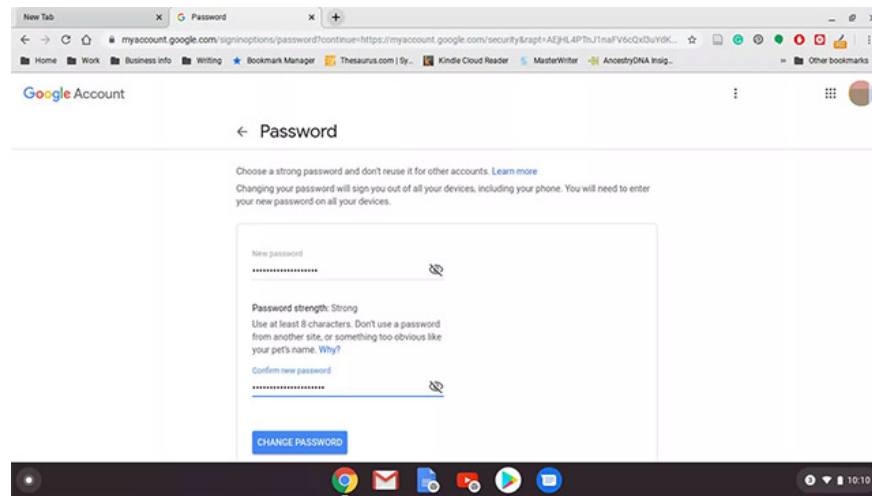 New Tab
Password
myaccount.google.com/signinoptions/password?continue=https://myaccount.google.com/security&rapt=
Home Work Business info Writing Bookmark Manager Thesaurus.com | Sy... Kindle Cloud Reader MasterWriter AncestryDNA Insig... Other bookmarks
Google Account
Password
Choose a strong password and don't reuse it for other accounts. Learn more
Changing your password will sign you out of all your devices, including your phone. You will need to enter
your new password on all your devices.
New password
Password strength: Strong
Use at least 8 characters. Don't use a password
from another site, or something too obvious like
your pet's name. Why?
Confirm new password
CHANGE PASSWORD
10:10